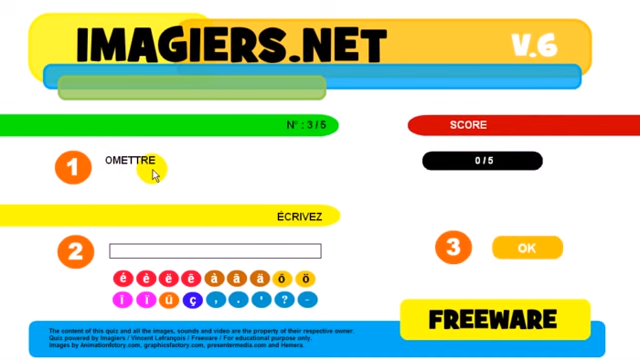 IMAGIERS.NET
V.6
N° : 3 / 5
SCORE
1
OMETTRE
0 / 5
ÉCRIVEZ
2
3
OK
FREEWARE
The content of this quiz and all the images, sounds and video are the property of their respective owner.
Quiz powered by Imagiers / Vincent Lefrançois / Freeware / For educational purpose only.
Images by Animationfatory.com, graphicsfactory.com, presentermedia.com and Hemera.